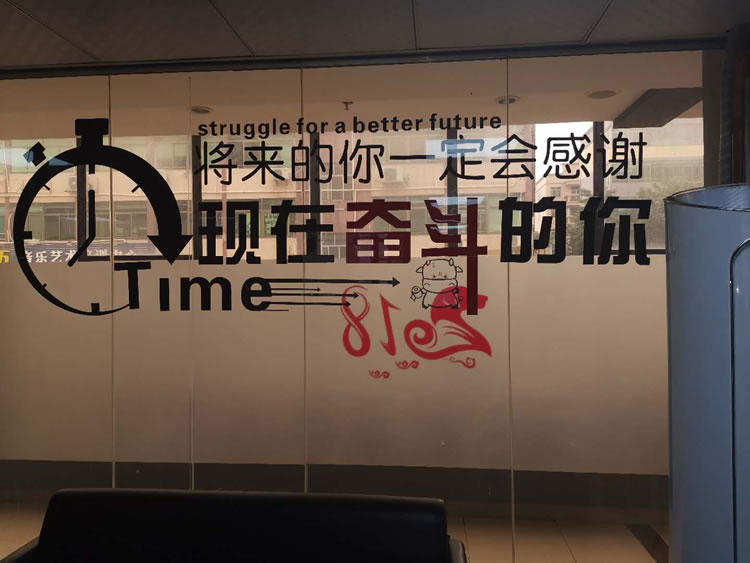 struggle for a better future
将来的你一定会感谢
现在奋斗的你
Time